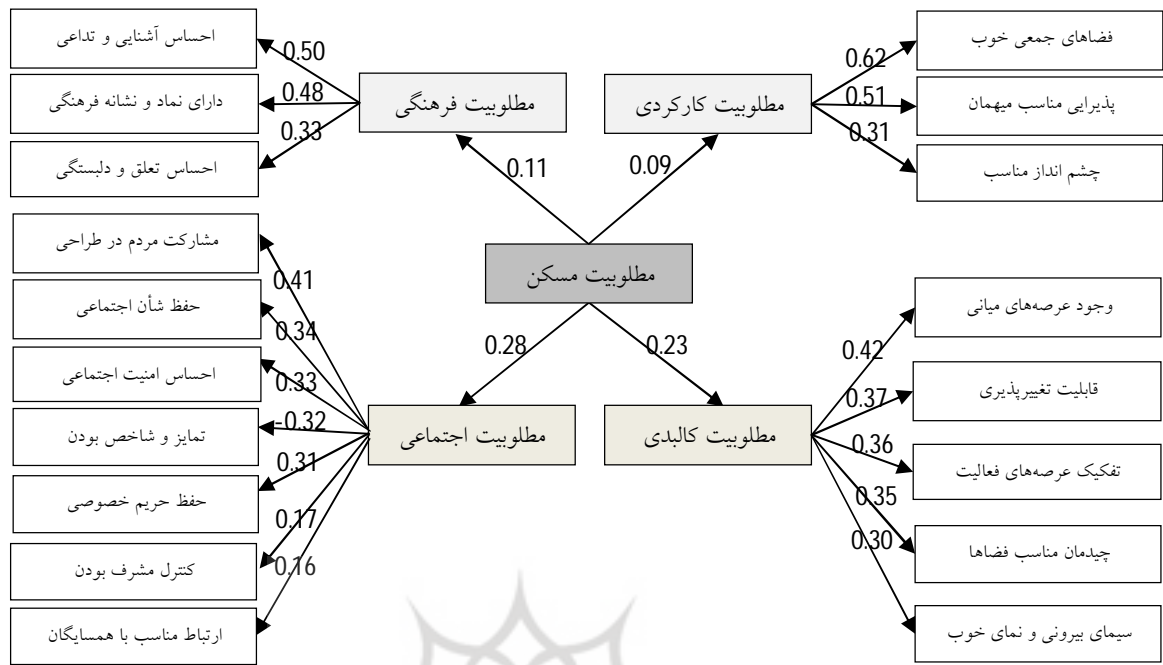 فضاهای جمعی خوب
پذیرایی مناسب میهمان
چشم انداز مناسب
0.62
0.51
0.31
مطلوبیت کارکردی
مطلوبیت فرهنگی
0.50
0.48
0.33
احساس آشنایی و تداعی
دارای نماد و نشانه فرهنگی
احساس تعلق و دلبستگی
0.09
0.11
مطلوبیت مسکن
0.23
0.28
وجود عرصه‌های میانی
قابلیت تغییرپذیری
تفکیک عرصه‌های فعالیت
چیدمان مناسب فضاها
سیمای بیرونی و نمای خوب
0.42
0.37
0.36
0.35
0.30
مطلوبیت کالبدی
مطلوبیت اجتماعی
0.41
0.34
0.33
-0.32
0.31
0.17
0.16
مشارکت مردم در طراحی
حفظ شأن اجتماعی
احساس امنیت اجتماعی
تمایز و شاخص بودن
حفظ حریم خصوصی
کنترل مشرف بودن
ارتباط مناسب با همسایگان